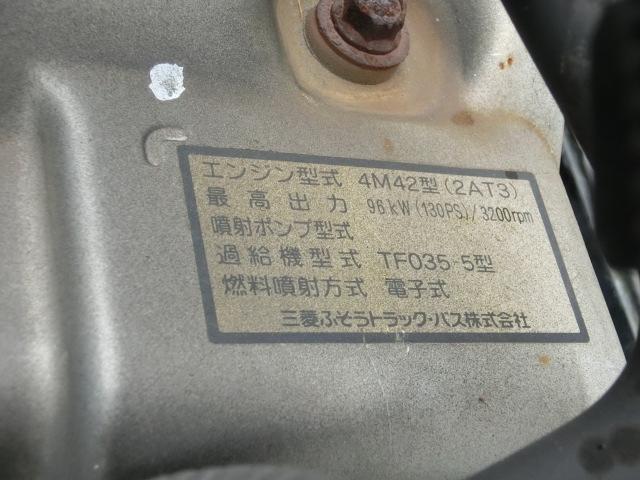 エンジン型式 4M42型(2AT3)
最高出力 96kW(130PS)/3200rpm
噴射ポンプ型式
過給機型式 TF035-5型
燃料噴射方式 電子式
三菱ふそうトラック・バス株式会社